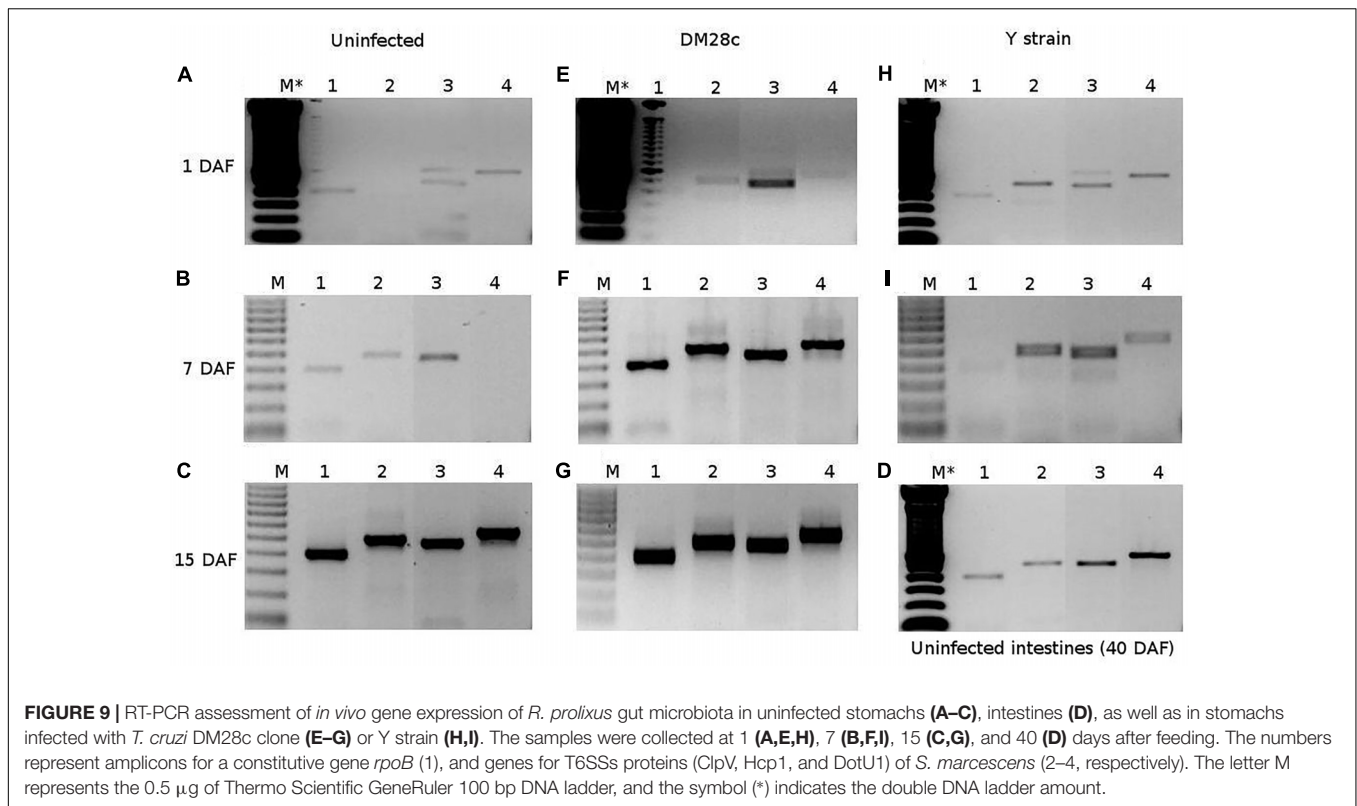 Uninfected DM28c Y strain
A E H
M* 1 2 3 4 M* 1 2 3 4 M* 1 2 3 4
1 DAF
B F I
M 1 2 3 4 M 1 2 3 4 M 1 2 3 4
7 DAF
C G D
M 1 2 3 4 M 1 2 3 4 M* 1 2 3 4
15 DAF
Uninfected intestines (40 DAF)
FIGURE 9 | RT-PCR assessment of in vivo gene expression of R. prolixus gut microbiota in uninfected stomachs (A–C), intestines (D), as well as in stomachs
infected with T. cruzi DM28c clone (E–G) or Y strain (H,I). The samples were collected at 1 (A,E,H), 7 (B,F,I), 15 (C,G), and 40 (D) days after feeding. The numbers
represent amplicons for a constitutive gene rpoB (1), and genes for T6SSs proteins (ClpV, Hcp1, and DotU1) of S. marcescens (2–4, respectively). The letter M
represents the 0.5 μg of Thermo Scientific GeneRuler 100 bp DNA ladder, and the symbol (*) indicates the double DNA ladder amount.